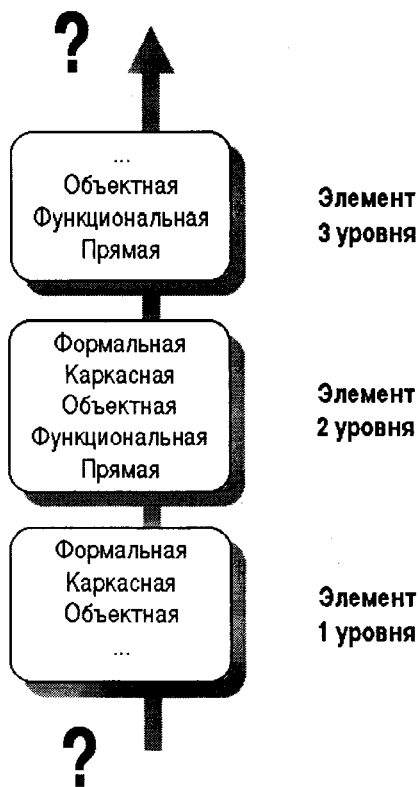 ?
...
Объектная
Функциональная
Прямая
Элемент
3 уровня
Формальная
Каркасная
Объектная
Функциональная
Прямая
Элемент
2 уровня
Формальная
Каркасная
Объектная
...
Элемент
1 уровня
?